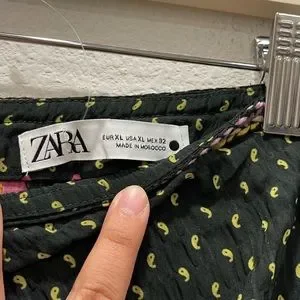 ZARA
EUR XL USA XL MEX 32
MADE IN MOROCCO